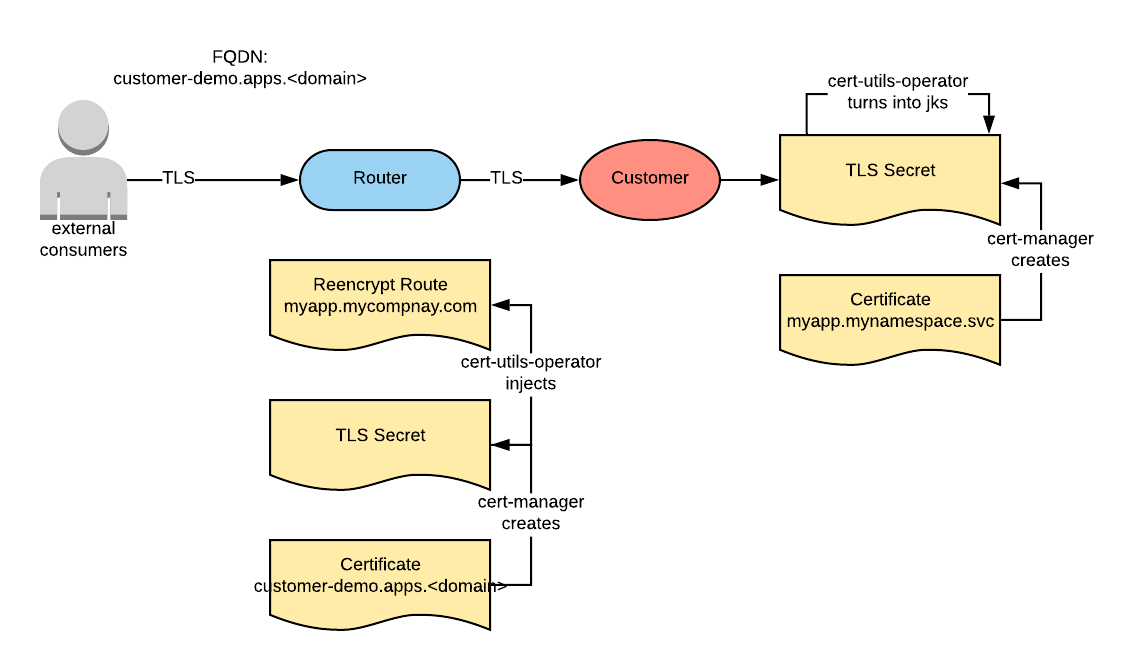 FQDN:
customer-demo.apps.<domain>
cert-utils-operator
turns into jks
TLS
Router
TLS
Customer
TLS Secret
external
consumers
cert-manager
creates
Reencrypt Route
myapp.mycompnay.com
Certificate
myapp.mynamespace.svc
cert-utils-operator
injects
TLS Secret
cert-manager
creates
Certificate
customer-demo.apps.<domain>